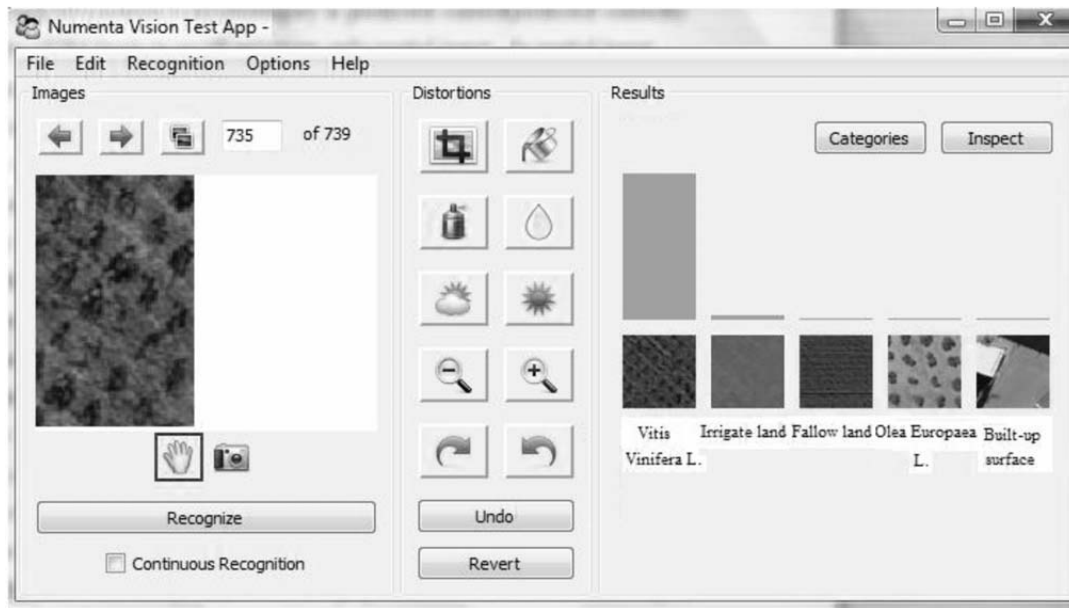 Numenta Vision Test App -
File Edit Recognition Options Help
Images
Distortions
Results
735 of 739
Categories Inspect
Vitis Vinifera L.
Irrigate land
Fallow land
Olea Europaea L.
Built-up surface
Recognize
Continuous Recognition
Undo
Revert